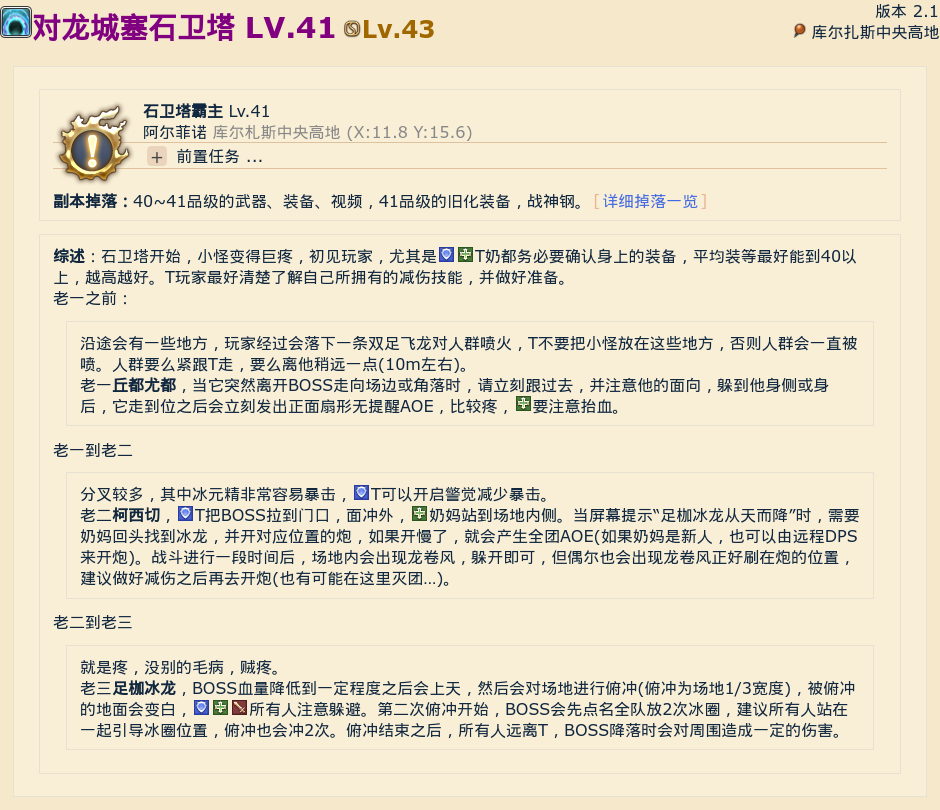 对龙城塞石卫塔 LV.41 Lv.43
版本 2.1
库尔扎斯中央高地
石卫塔霸主 Lv.41
阿尔菲诺 库尔札斯中央高地 (X:11.8 Y:15.6)
+ 前置任务 ...
副本掉落：40~41品级的武器、装备、视频，41品级的旧化装备，战神钢。［详细掉落一览］
综述：石卫塔开始，小怪变得巨疼，初见玩家，尤其是T奶都务必要确认身上的装备，平均装等最好能到40以
上，越高越好。T玩家最好清楚了解自己所拥有的减伤技能，并做好准备。
老一之前：
沿途会有一些地方，玩家经过会落下一条双足飞龙对人群喷火，T不要把小怪放在这些地方，否则人群会一直被
喷。人群要么紧跟T走，要么离他稍远一点(10m左右)。
老一丘都尤都，当它突然离开BOSS走向场边或角落时，请立刻跟过去，并注意他的面向，躲到他身侧或身
后，它走到位之后会立刻发出正面扇形无提醒AOE，比较疼，要注意抬血。
老一到老二
分叉较多，其中冰元精非常容易暴击，T可以开启警觉减少暴击。
老二柯西切，T把BOSS拉到门口，面冲外，奶妈站到场地内侧。当屏幕提示“足枷冰龙从天而降”时，需要
奶妈回头找到冰龙，并开对应位置的炮，如果开慢了，就会产生全团AOE(如果奶妈是新人，也可以由远程DPS
来开炮)。战斗进行一段时间后，场地内会出现龙卷风，躲开即可，但偶尔也会出现龙卷风正好刷在炮的位置，
建议做好减伤之后再去开炮(也有可能在这里灭团...)。
老二到老三
就是疼，没别的毛病，贼疼。
老三足枷冰龙，BOSS血量降低到一定程度之后会上天，然后会对场地进行俯冲(俯冲为场地1/3宽度)，被俯冲
的地面会变白，所有人注意躲避。第二次俯冲开始，BOSS会先点名全队放2次冰圈，建议所有人站在
一起引导冰圈位置，俯冲也会冲2次。俯冲结束之后，所有人远离T，BOSS降落时会对周围造成一定的伤害。